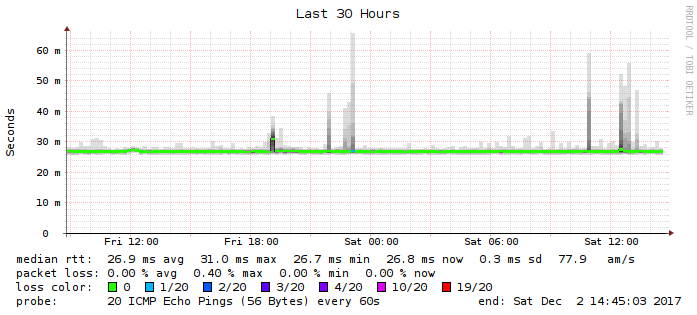 Last 30 Hours
RRDTOOL / TOBI OETIKER
Seconds
60 m
50 m
40 m
30 m
20 m
10 m
0
Fri 12:00 Fri 18:00 Sat 00:00 Sat 06:00 Sat 12:00
median rtt: 26.9 ms avg 31.0 ms max 26.7 ms min 26.8 ms now 0.3 ms sd 77.9 am/s
packet loss: 0.00 % avg 0.40 % max 0.00 % min 0.00 % now
loss color: 0 1/20 2/20 3/20 4/20 10/20 19/20
probe: 20 ICMP Echo Pings (56 Bytes) every 60s end: Sat Dec 2 14:45:03 2017